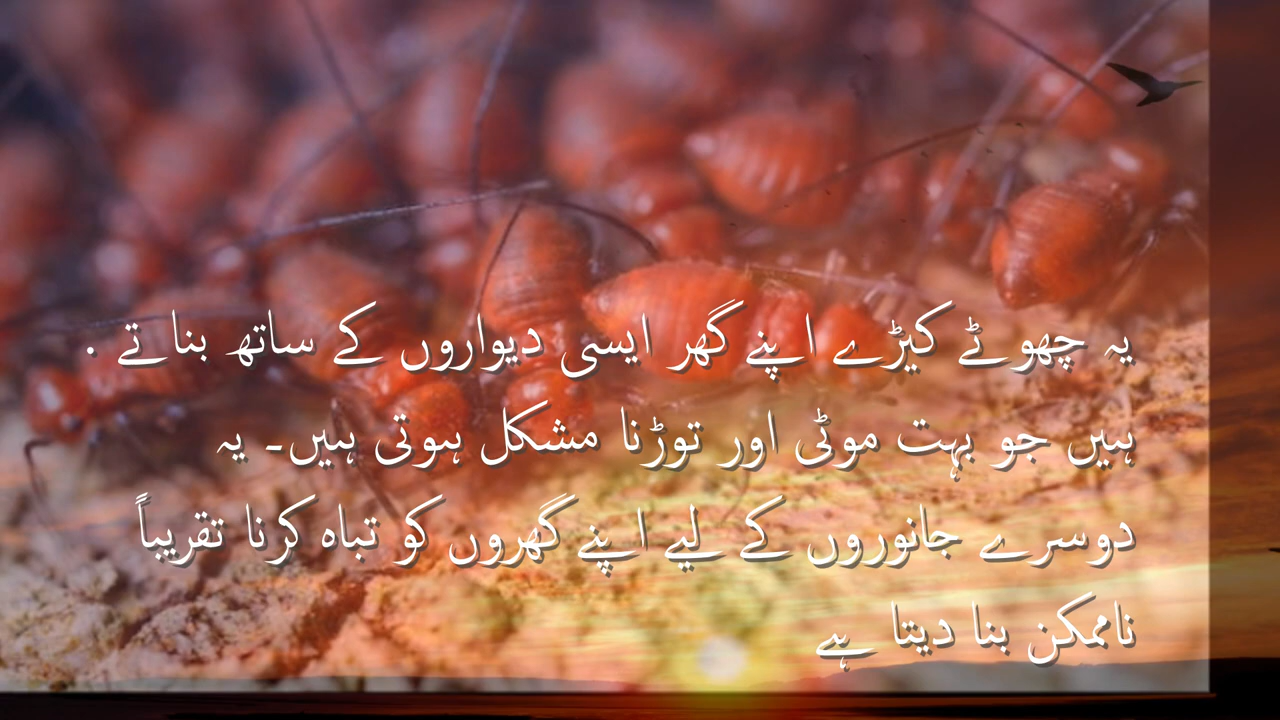 یہ چھوٹے کیڑے اپنے گھر ایسی دیواروں کے ساتھ بناتے .
ہیں جو بہت موٹی اور توڑنا مشکل ہوتی ہیں۔ یہ
دوسرے جانوروں کے لیے اپنے گھروں کو تباہ کرنا تقریباً
ناممکن بنا دیتا ہے